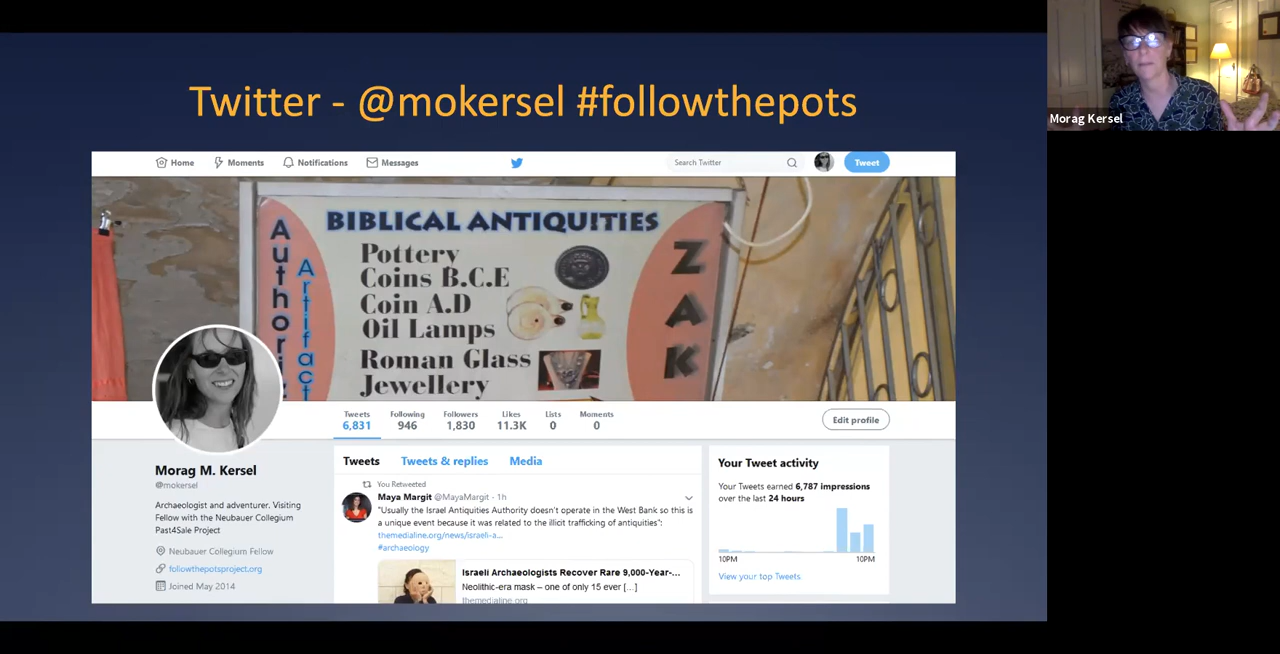 Twitter - @mokersel #followthepots
Morag Kersel
Home Moments Notifications Messages
Search Twitter
Tweet
BIBLICAL ANTIQUITIES
Pottery
Coins B.C.E
Coin A.D
Oil Lamps
Roman Glass
Jewellery
Artifact
ZAK
Tweets Following Followers Likes Lists Moments
6,831 946 1,830 11.3K 0 0
Edit profile
Morag M. Kersel
@mokersel
Archaeologist and adventurer. Visiting
Fellow with the Neubauer Collegium
Past4Sale Project
Neubauer Collegium Fellow
followthepotsproject.org
Joined May 2014
Tweets Tweets & replies Media
You Retweeted
Maya Margit @MayaMargit - 1h
"Usually the Israel Antiquities Authority doesn't operate in the West Bank so this is
a unique event because it was related to the illicit trafficking of antiquities":
themedialine.org/news/israeli-a...
#archaeology
Israeli Archaeologists Recover Rare 9,000-Year-...
Neolithic-era mask – one of only 15 ever [...]
themedialine.org
Your Tweet activity
Your Tweets earned 6,787 impressions
over the last 24 hours
10PM 10PM
View your top Tweets